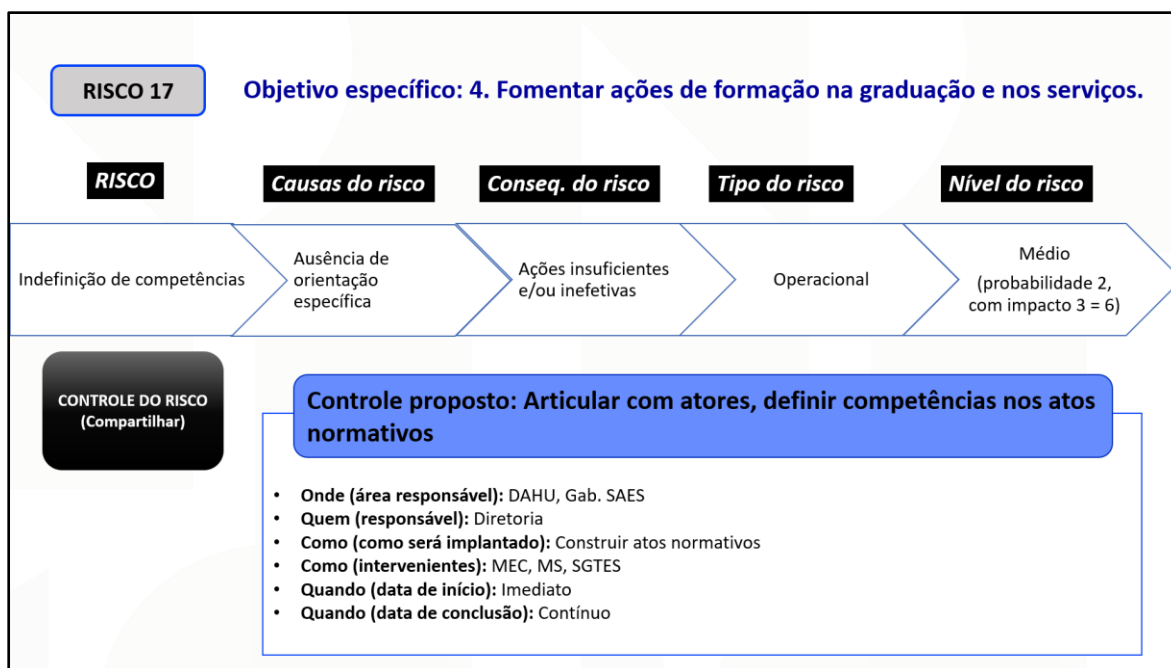 RISCO 17
Objetivo específico: 4. Fomentar ações de formação na graduação e nos serviços.
RISCO
Causas do risco
Conseq. do risco
Tipo do risco
Nível do risco
Indefinição de competências
Ausência de
orientação
específica
Ações insuficientes
e/ou inefetivas
Operacional
Médio
(probabilidade 2,
com impacto 3 = 6)
CONTROLE DO RISCO
(Compartilhar)
Controle proposto: Articular com atores, definir competências nos atos
normativos
• Onde (área responsável): DAHU, Gab. SAES
• Quem (responsável): Diretoria
• Como (como será implantado): Construir atos normativos
• Como (intervenientes): MEC, MS, SGTES
• Quando (data de início): Imediato
• Quando (data de conclusão): Contínuo